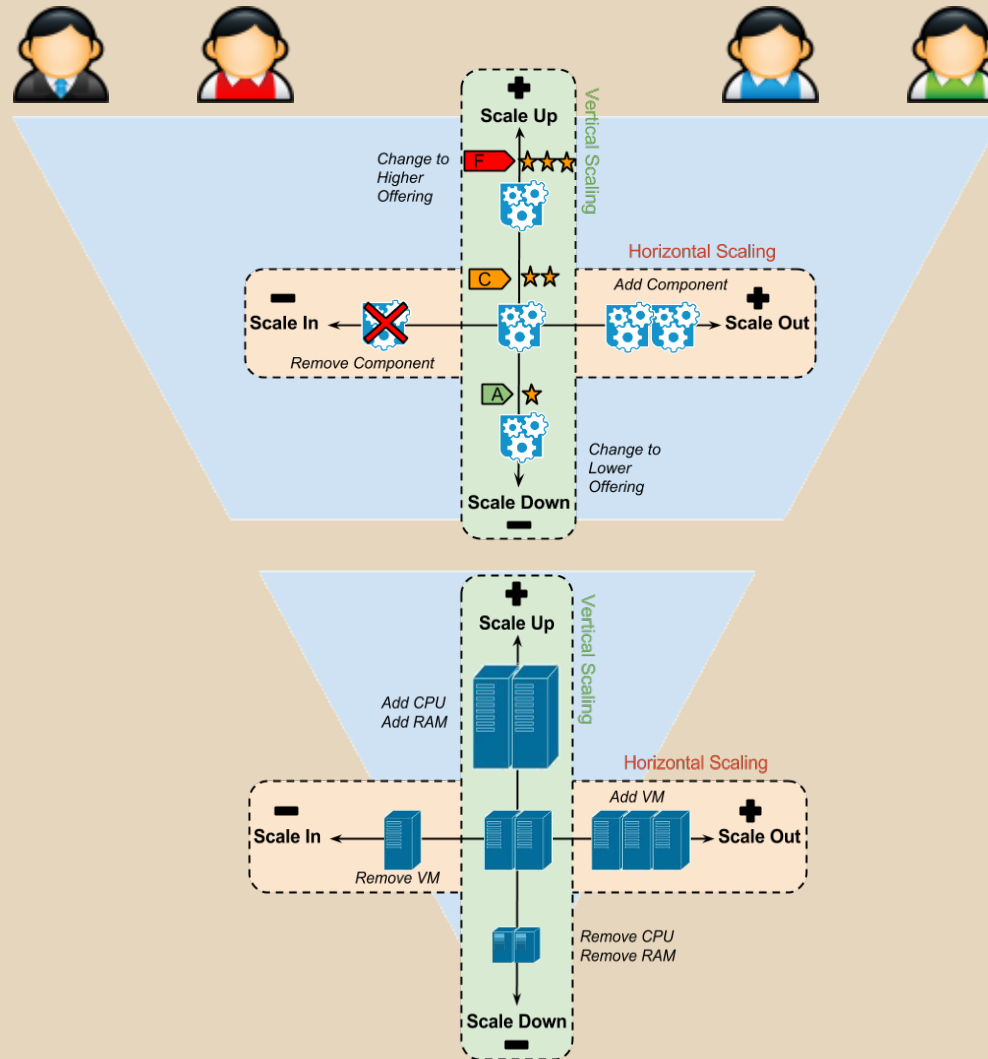 Scale Up
Vertical Scaling
Change to
Higher
Offering
F
Horizontal Scaling
C
Add Component
Scale In
Scale Out
Remove Component
A
Change to
Lower
Offering
Scale Down
Scale Up
Vertical Scaling
Add CPU
Add RAM
Horizontal Scaling
Add VM
Scale In
Scale Out
Remove VM
Remove CPU
Remove RAM
Scale Down